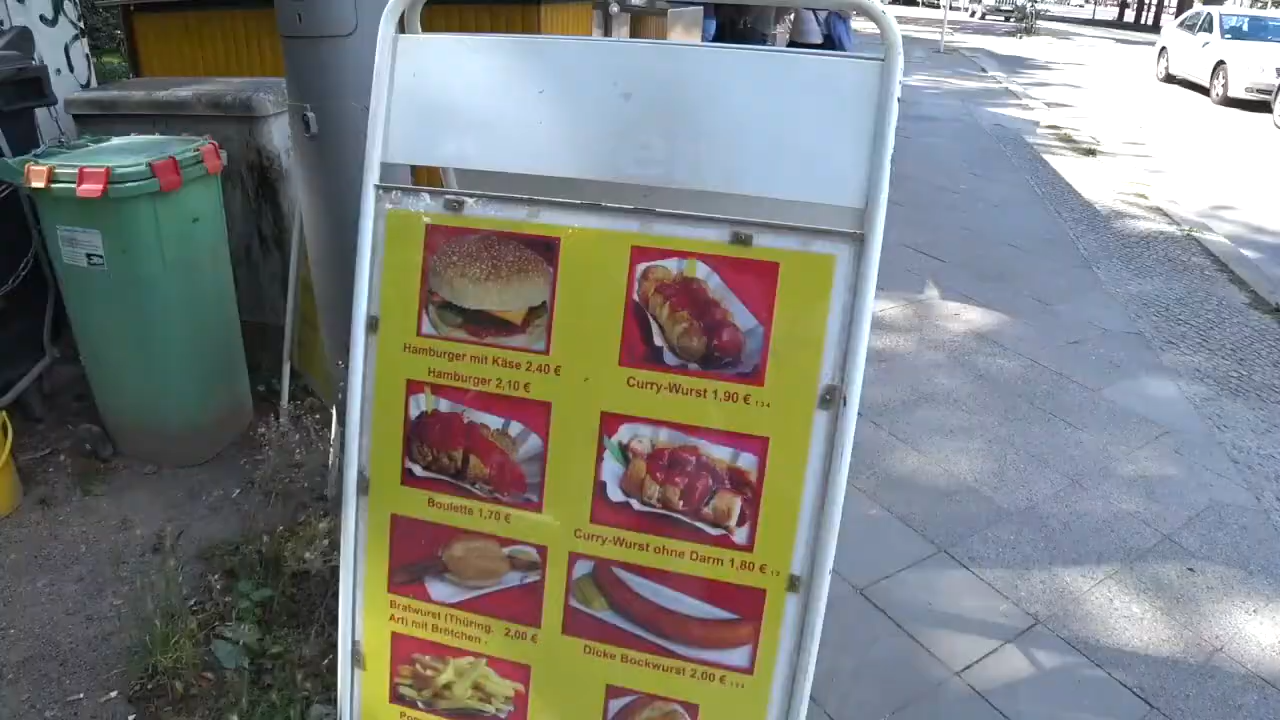 Hamburger mit Käse 2,40 €
Hamburger 2,10 €
Curry-Wurst 1,90 €
Boulette 1,70 €
Curry-Wurst ohne Darm 1,80 €
Bratwurst (Thüring.
Art) mit Brötchen . 2,00 €
Dicke Bockwurst 2,00 €